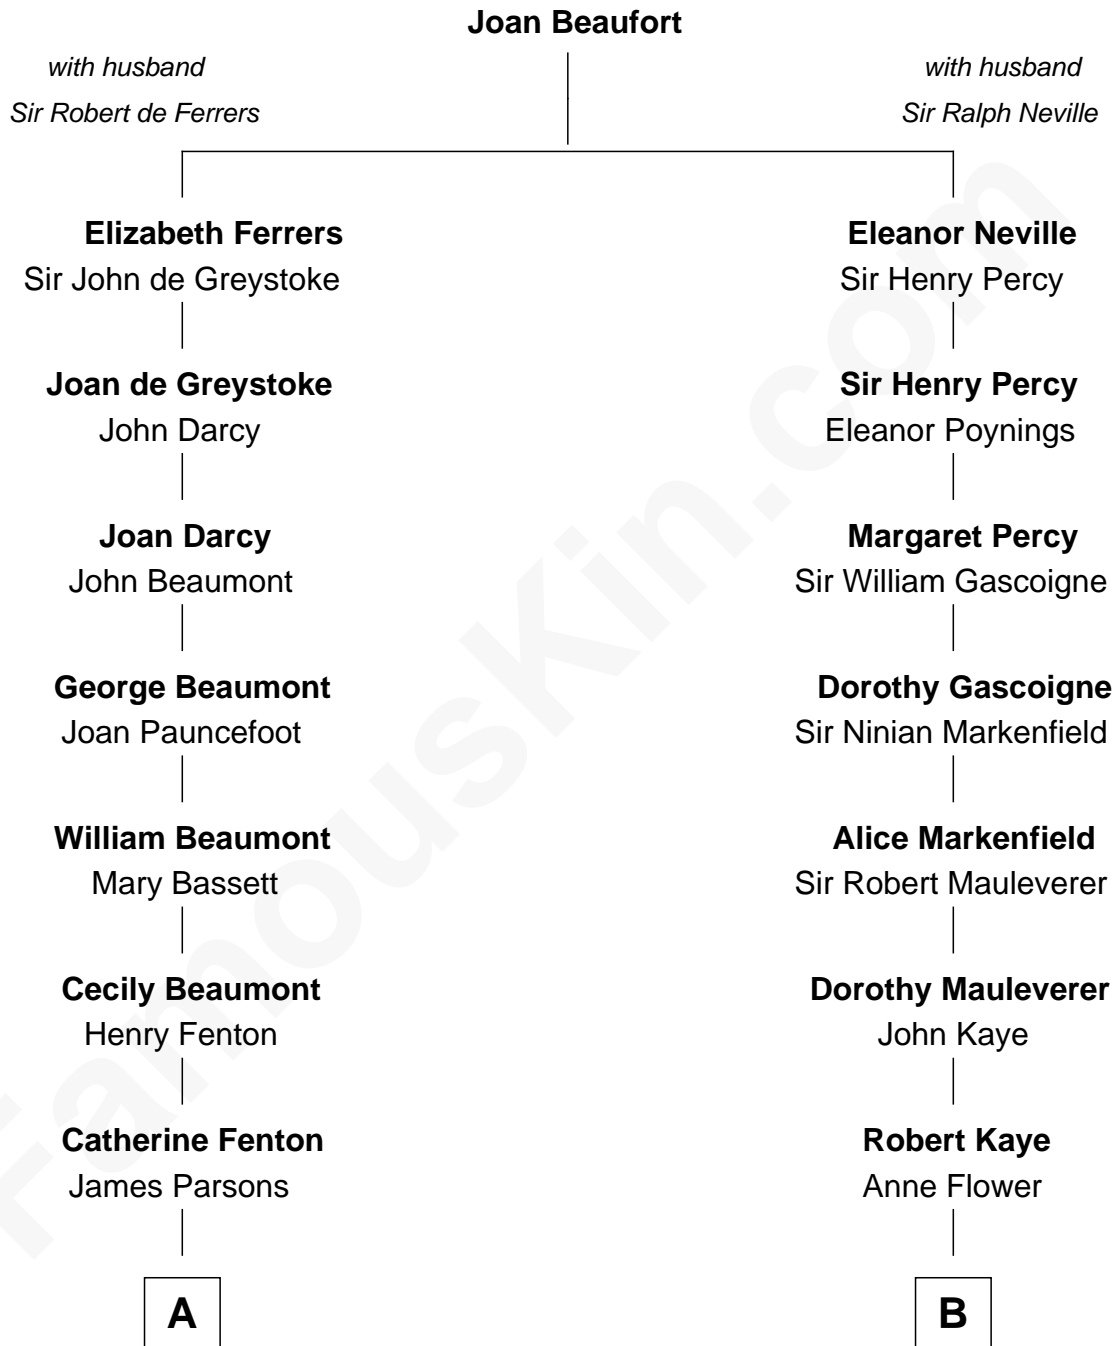 Joan Beaufort
with husband
Sir Robert de Ferrers
with husband
Sir Ralph Neville
Elizabeth Ferrers
Sir John de Greystoke
Eleanor Neville
Sir Henry Percy
Joan de Greystoke
John Darcy
Sir Henry Percy
Eleanor Poynings
Joan Darcy
John Beaumont
Margaret Percy
Sir William Gascoigne
George Beaumont
Joan Pauncefoot
Dorothy Gascoigne
Sir Ninian Markenfield
William Beaumont
Mary Bassett
Alice Markenfield
Sir Robert Mauleverer
Cecily Beaumont
Henry Fenton
Dorothy Mauleverer
John Kaye
Catherine Fenton
James Parsons
Robert Kaye
Anne Flower
A
B
FamousKin.com